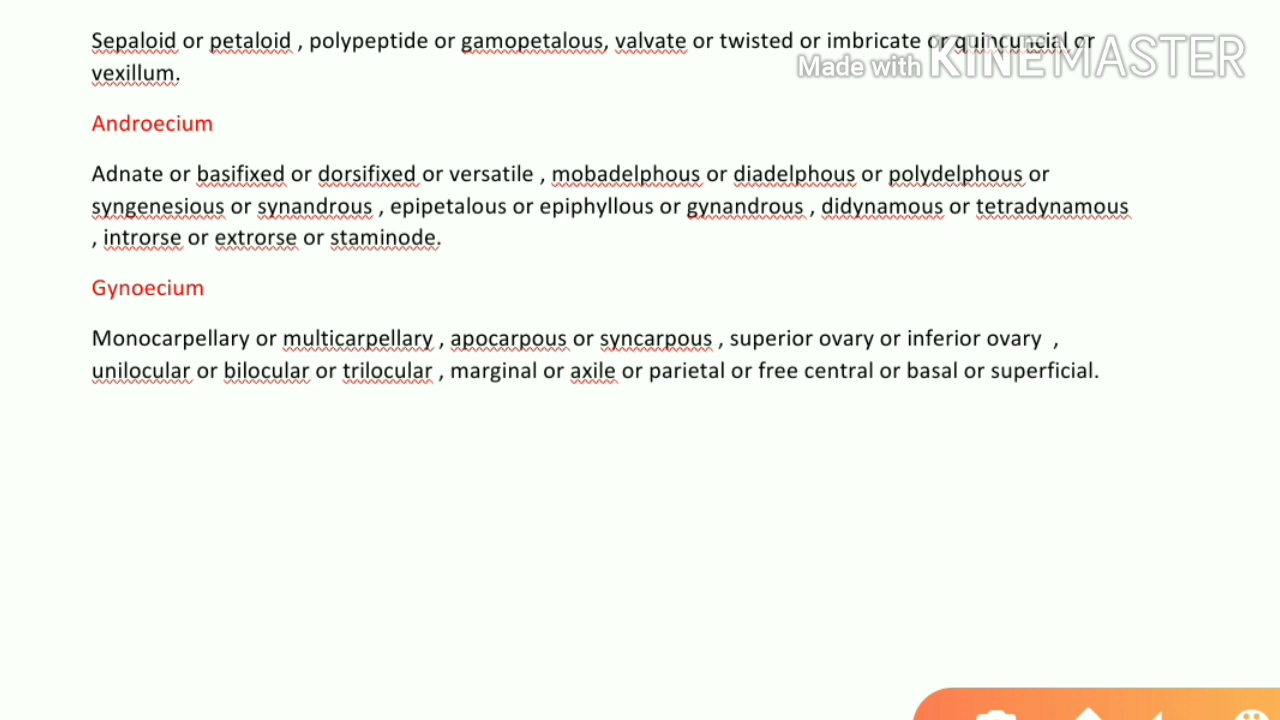 Sepaloid or petaloid , polypeptide or gamopetalous, valvate or twisted or imbricate or quincuncial or
Made with KINEMASTER
vexillum.
Androecium
Adnate or basifixed or dorsifixed or versatile , mobadelphous or diadelphous or polydelphous or
syngenesious or synandrous , epipetalous or epiphyllous or gynandrous , didynamous or tetradynamous
, introrse or extrorse or staminode.
Gynoecium
Monocarpellary or multicarpellary , apocarpous or syncarpous , superior ovary or inferior ovary ,
unilocular or bilocular or trilocular , marginal or axile or parietal or free central or basal or superficial.